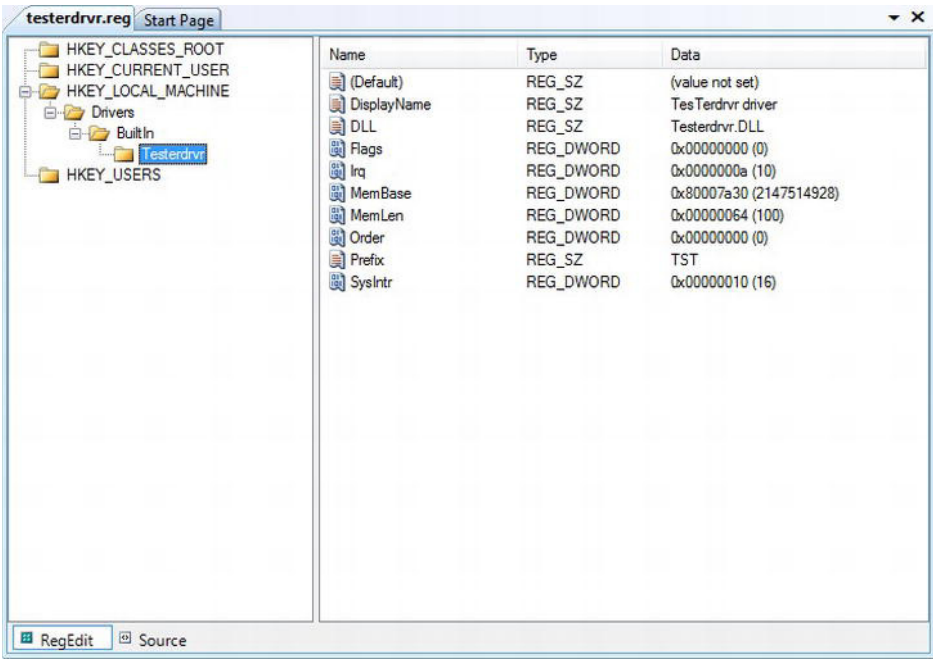 testerdrvr.reg Start Page
HKEY_CLASSES_ROOT
HKEY_CURRENT_USER
HKEY_LOCAL_MACHINE
Drivers
BuiltIn
Testerdrvr
HKEY_USERS
Name Type Data
(Default) REG_SZ (value not set)
DisplayName REG_SZ TesTerdrvr driver
DLL REG_SZ Testerdrvr.DLL
Flags REG_DWORD 0x00000000 (0)
Irq REG_DWORD 0x0000000a (10)
MemBase REG_DWORD 0x80007a30 (2147514928)
MemLen REG_DWORD 0x00000064 (100)
Order REG_DWORD 0x00000000 (0)
Prefix REG_SZ TST
SysIntr REG_DWORD 0x00000010 (16)
RegEdit Source